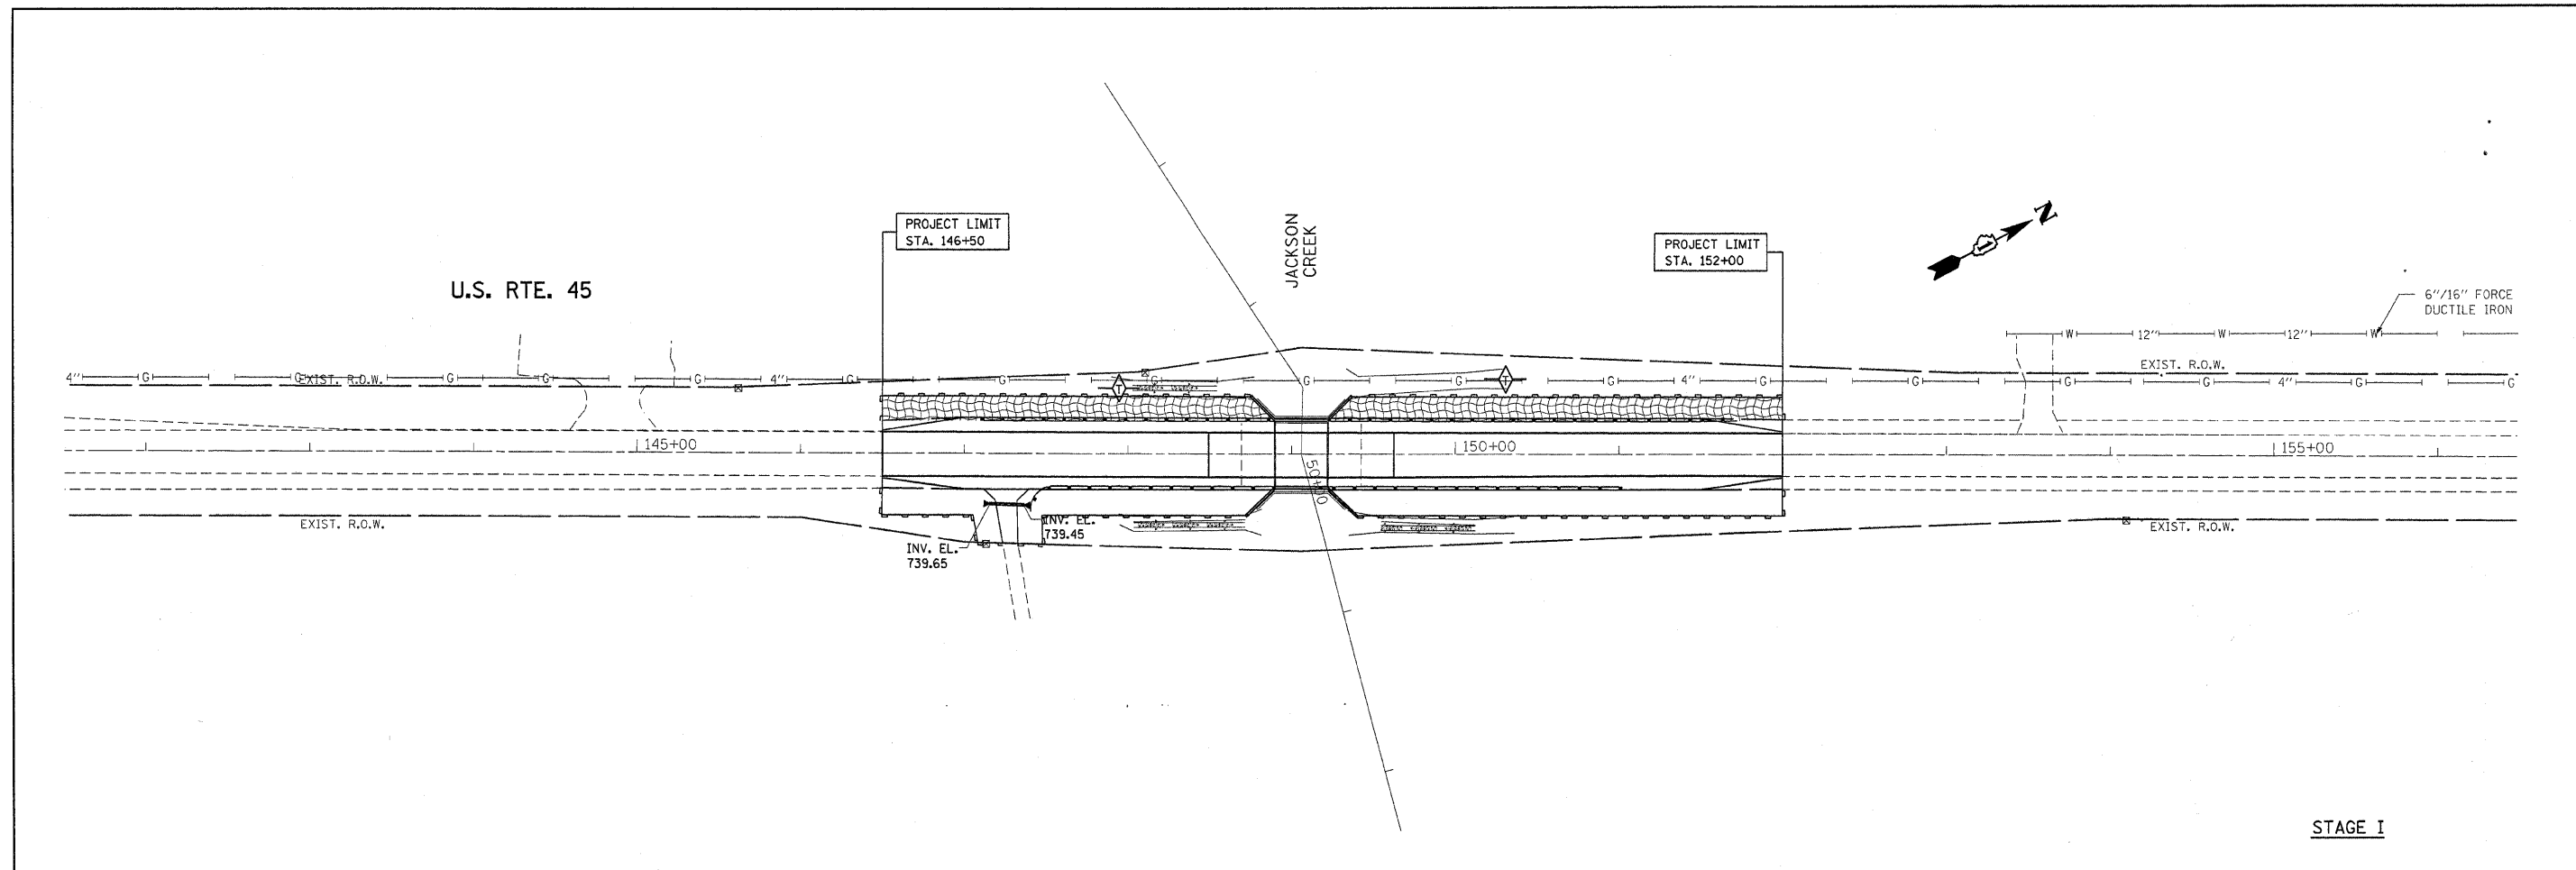 PROJECT LIMIT
STA. 146+50
JACKSON
CREEK
N
PROJECT LIMIT
STA. 152+00
U.S. RTE. 45
6"/16" FORCE
DUCTILE IRON
W 12" W 12" W
EXIST. R.O.W.
4" G G G G G 4" G G G G G G 4" G
EXIST. R.O.W.
G G G 4" G G
T
T
145+00
150+00
155+00
50+00
EXIST. R.O.W.
INV. EL.
739.45
EXIST. R.O.W.
INV. EL.
739.65
STAGE I